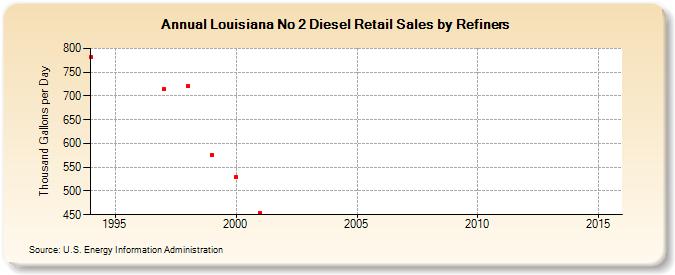 Annual Louisiana No 2 Diesel Retail Sales by Refiners
Thousand Gallons per Day
800
750
700
650
600
550
500
450
1995 2000 2005 2010 2015
Source: U.S. Energy Information Administration